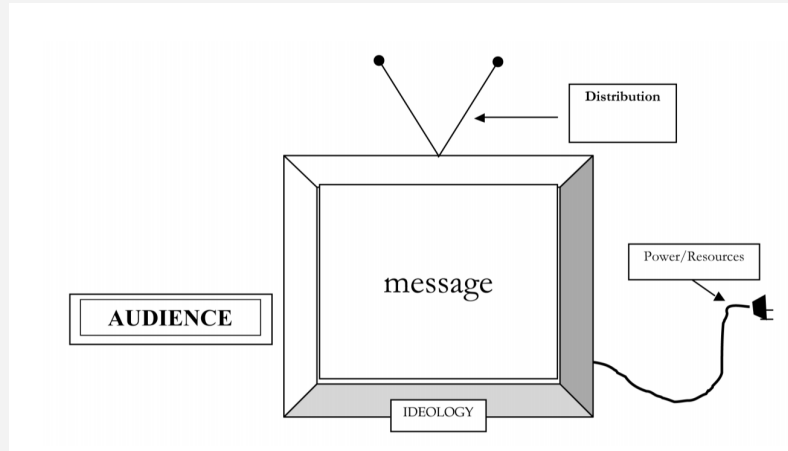 Distribution
Power/Resources
message
AUDIENCE
IDEOLOGY